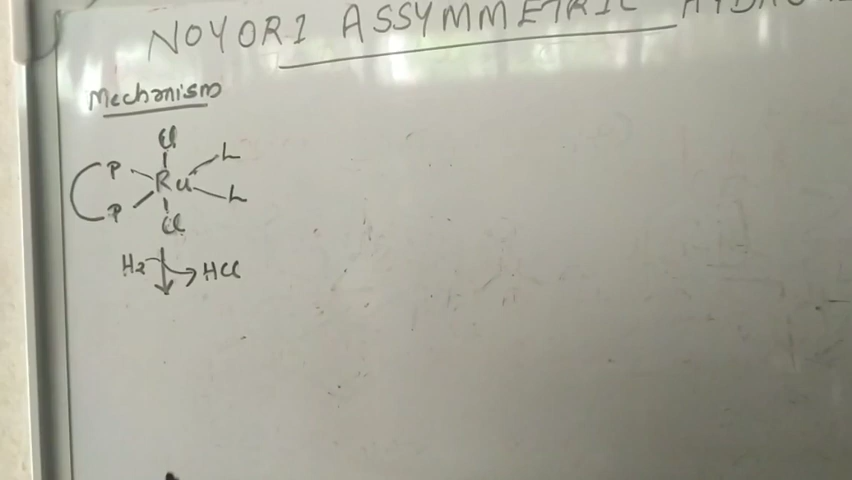 NOYORI ASSYMMETRIC
Mechanism
Cl
P Ru L
P L
Cl
H2 HCl